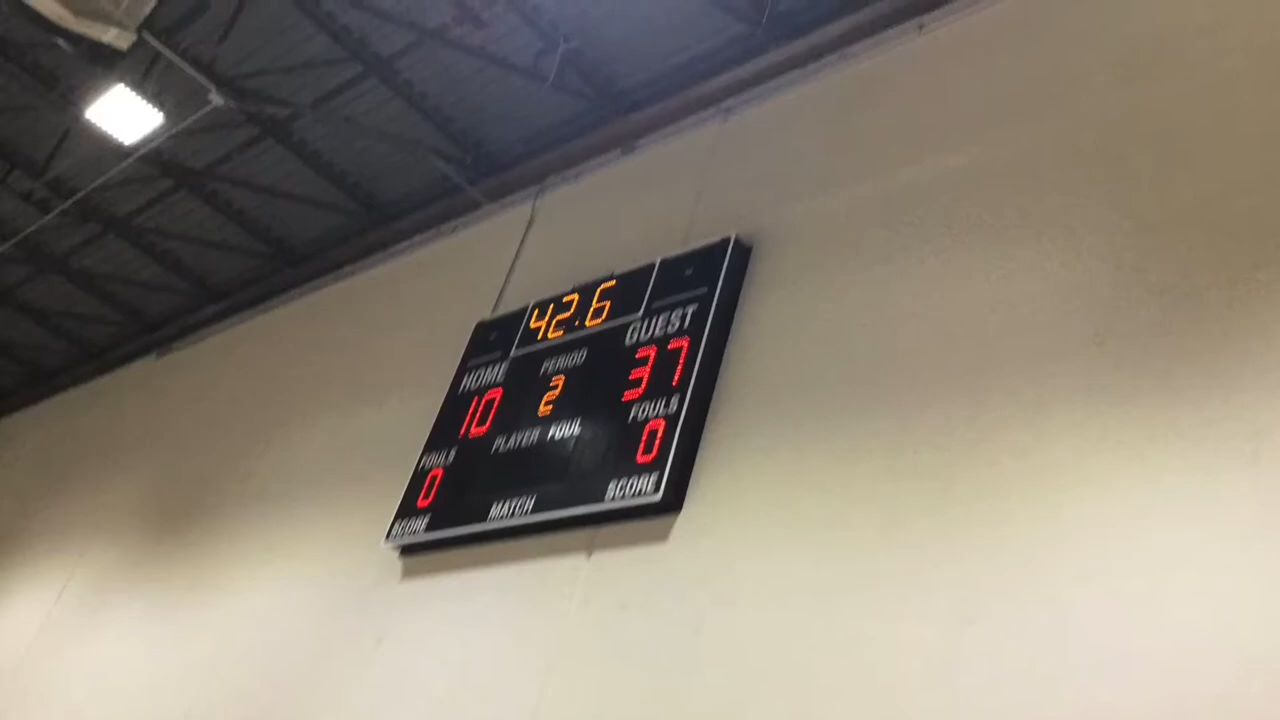 42.6
HOME PERIOD GUEST
10 2 37
FOULS PLAYER FOUL FOULS
0 0
SCORE MATCH SCORE